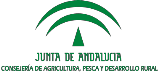 JUNTA DE ANDALUCIA
CONSEJERÍA DE AGRICULTURA, PESCA Y DESARROLLO RURAL